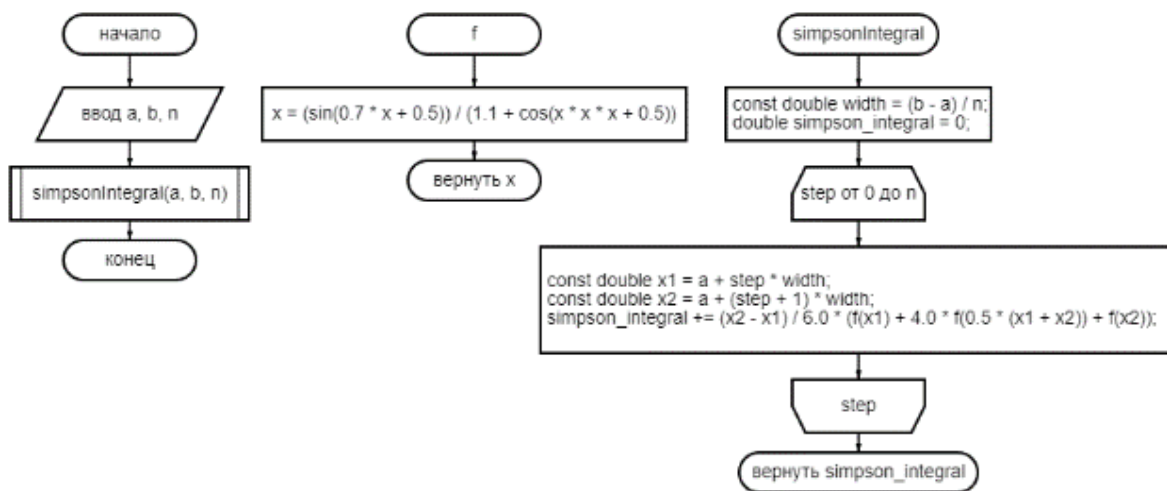 начало
ввод a, b, n
simpsonIntegral(a, b, n)
конец
f
x = (sin(0.7 * x + 0.5)) / (1.1 + cos(x * x * x + 0.5))
вернуть x
simpsonIntegral
const double width = (b - a) / n;
double simpson_integral = 0;
step от 0 до n
const double x1 = a + step * width;
const double x2 = a + (step + 1) * width;
simpson_integral += (x2 - x1) / 6.0 * (f(x1) + 4.0 * f(0.5 * (x1 + x2)) + f(x2));
step
вернуть simpson_integral